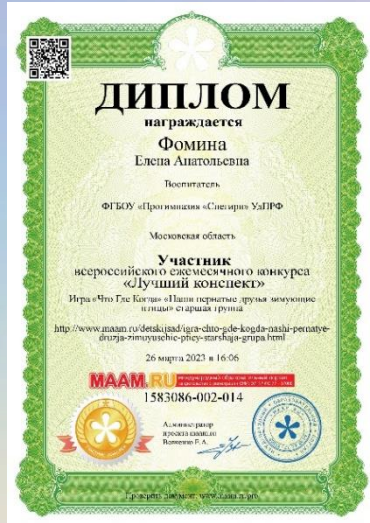 ДИПЛОМ
награждается
Фомина
Елена Анатольевна
Воспитатель
ФГБОУ «Прогимназия «Снегири» УдПРФ
Московская область
Участник
всероссийского ежемесячного конкурса
«Лучший конспект»
Игра «Что Где Когда» «Наши пернатые друзья зимующие
птицы» старшая группа
http://www.maam.ru/detskijsad/igra-chto-gde-kogda-nashi-pernatye-
druzja-zimuyuschic-pticy-starshaja-grupa.html
26 марта 2023 в 16:06
MAAM.RU
1583086-002-014
Администратор
проекта maam.ru